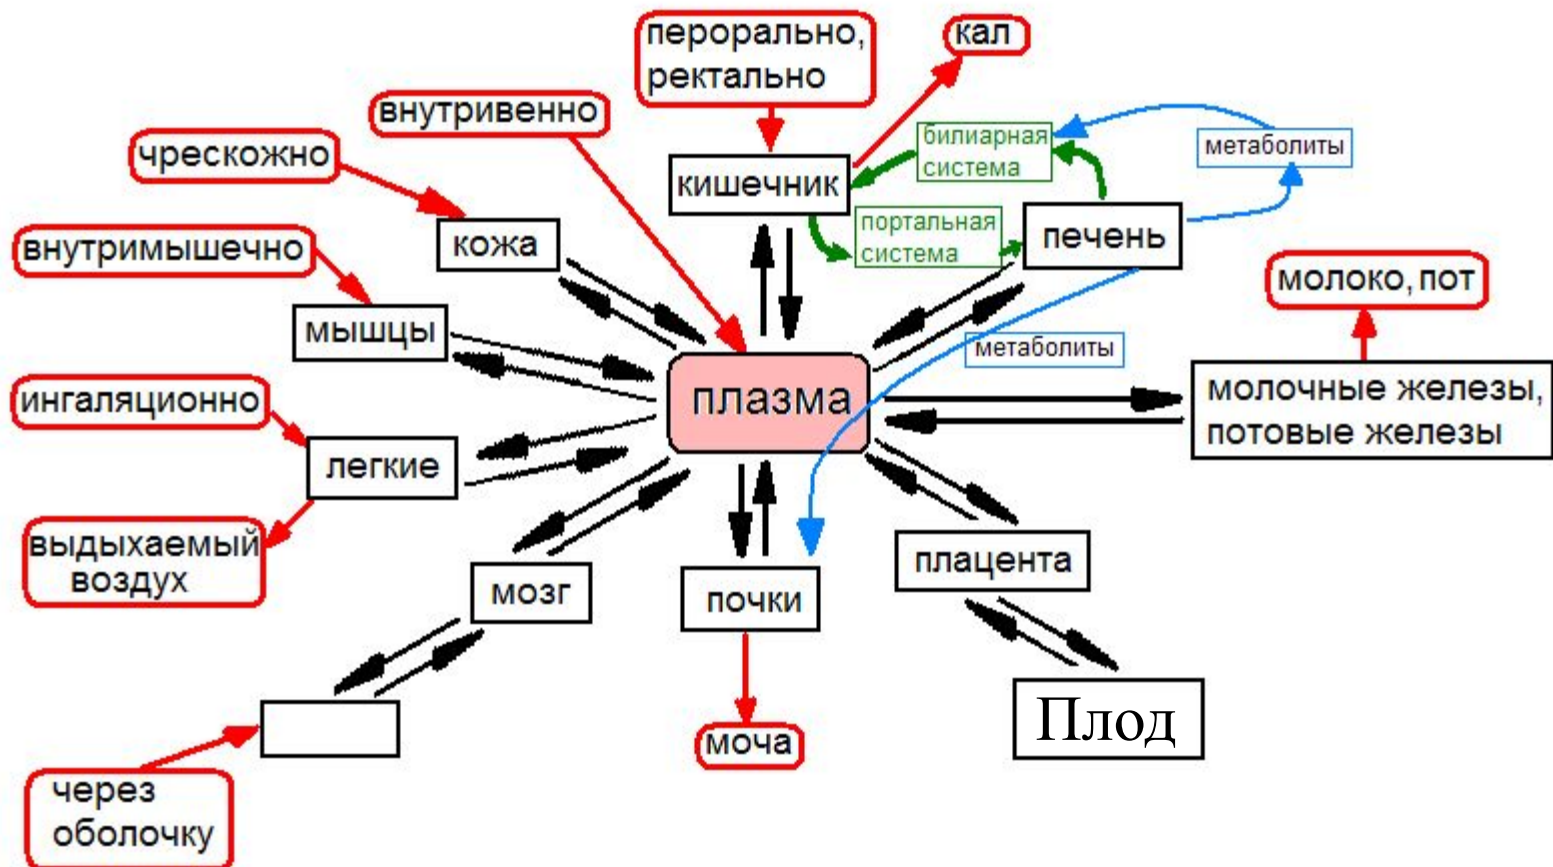 перорально,
ректально
кал
внутривенно
чрескожно
билиарная
система
метаболиты
кишечник
кожа
портальная
система
печень
внутримышечно
молоко, пот
мышцы
метаболиты
плазма
молочные железы,
потовые железы
ингаляционно
легкие
выдыхаемый
воздух
мозг
почки
плацента
Плод
моча
через
оболочку